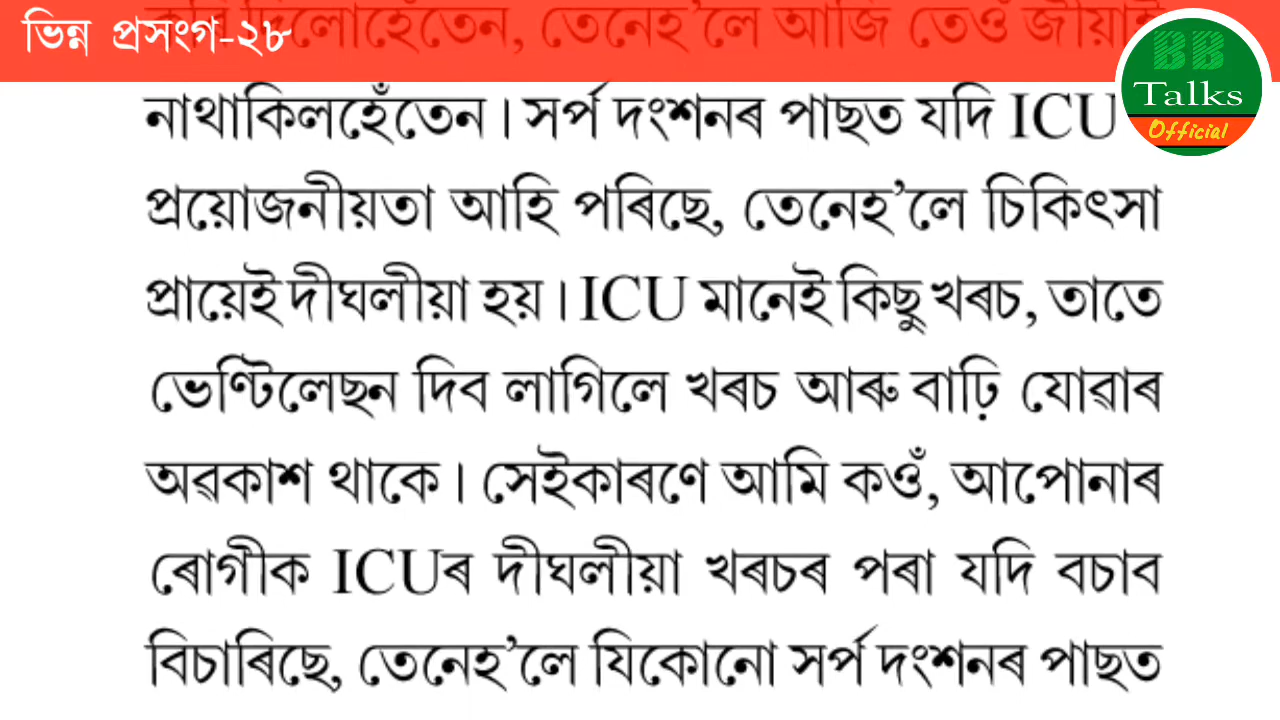 ভিন্ন প্ৰসংগ-২৮
দিলোহেঁতেন, তেনেহ'লে আজি তেওঁ জীয়াই
BB
Talks
Official
নাথাকিলহেঁতেন। সৰ্প দংশনৰ পাছত যদি ICU
প্ৰয়োজনীয়তা আহি পৰিছে, তেনেহ'লে চিকিৎসা
প্ৰায়েই দীঘলীয়া হয়। ICU মানেই কিছু খৰচ, তাতে
ভেণ্টিলেছন দিব লাগিলে খৰচ আৰু বাঢ়ি যোৱাৰ
অৱকাশ থাকে। সেইকাৰণে আমি কওঁ, আপোনাৰ
ৰোগীক ICUৰ দীঘলীয়া খৰচৰ পৰা যদি বচাব
বিচাৰিছে, তেনেহ'লে যিকোনো সৰ্প দংশনৰ পাছত